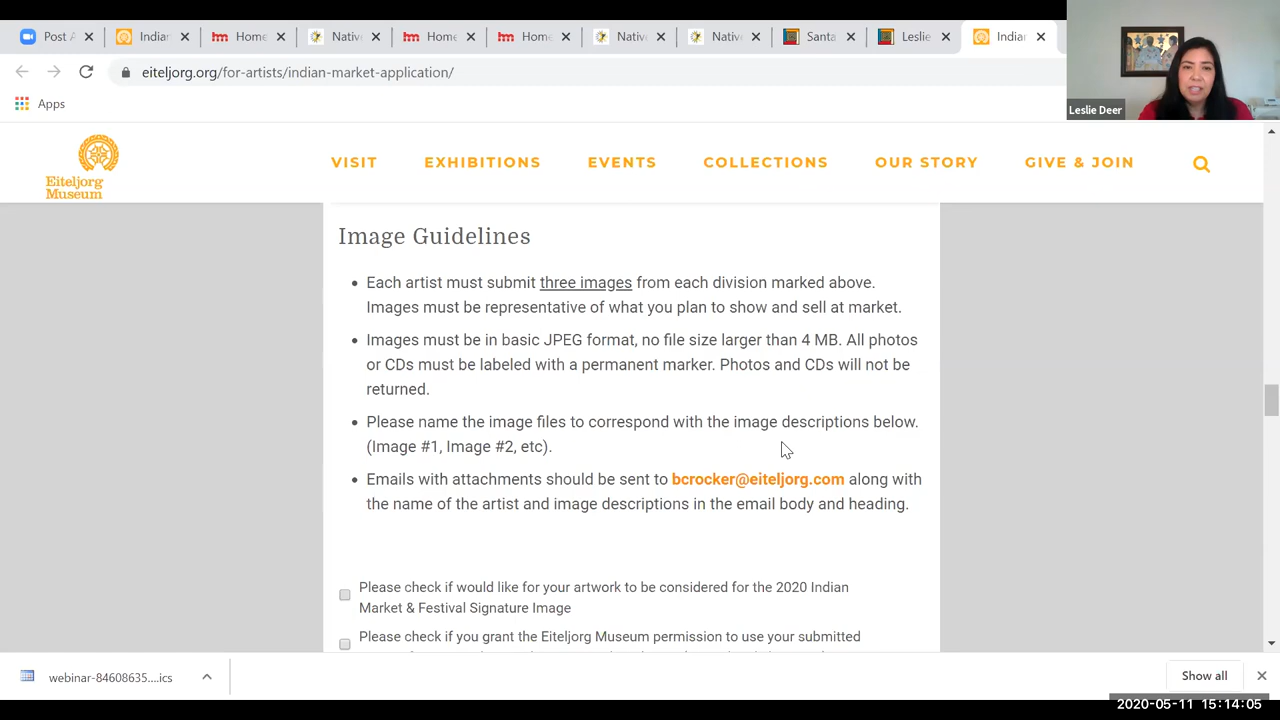 Post A
Indian
Home
Native
Home
Home
Native
Native
Santa
Leslie
Indian
eiteljorg.org/for-artists/indian-market-application/
Apps
Leslie Deer
Eiteljorg
Museum
VISIT
EXHIBITIONS
EVENTS
COLLECTIONS
OUR STORY
GIVE & JOIN
Image Guidelines
• Each artist must submit three images from each division marked above.
Images must be representative of what you plan to show and sell at market.
• Images must be in basic JPEG format, no file size larger than 4 MB. All photos
or CDs must be labeled with a permanent marker. Photos and CDs will not be
returned.
• Please name the image files to correspond with the image descriptions below.
(Image #1, Image #2, etc).
• Emails with attachments should be sent to bcrocker@eiteljorg.com along with
the name of the artist and image descriptions in the email body and heading.
Please check if would like for your artwork to be considered for the 2020 Indian
Market & Festival Signature Image
Please check if you grant the Eiteljorg Museum permission to use your submitted
webinar-84608635....ics
Show all
2020-05-11 15:14:05